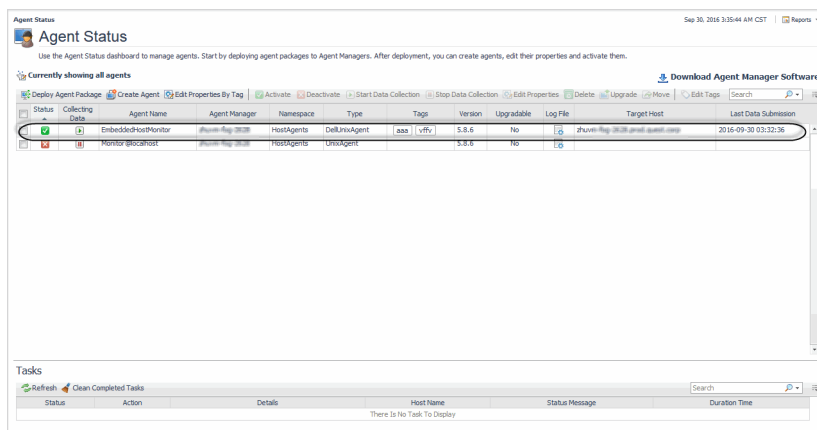 Agent Status
Sep 30, 2016 3:35:44 AM CST Reports
Agent Status
Use the Agent Status dashboard to manage agents. Start by deploying agent packages to Agent Managers. After deployment, you can create agents, edit their properties and activate them.
Currently showing all agents
Download Agent Manager Software
Deploy Agent Package Create Agent Edit Properties By Tag Activate Deactivate Start Data Collection Stop Data Collection Edit Properties Delete Upgrade Move Edit Tags Search
Status Collecting Data Agent Name Agent Manager Namespace Type Tags Version Upgradable Log File Target Host Last Data Submission
EmbeddedHostMonitor HostAgents DellUnixAgent aaa vffv 5.8.6 No 2016-09-30 03:32:36
Monitor@localhost HostAgents UnixAgent 5.8.6 No
Tasks
Refresh Clean Completed Tasks Search
Status Action Details Host Name Status Message Duration Time
There Is No Task To Display